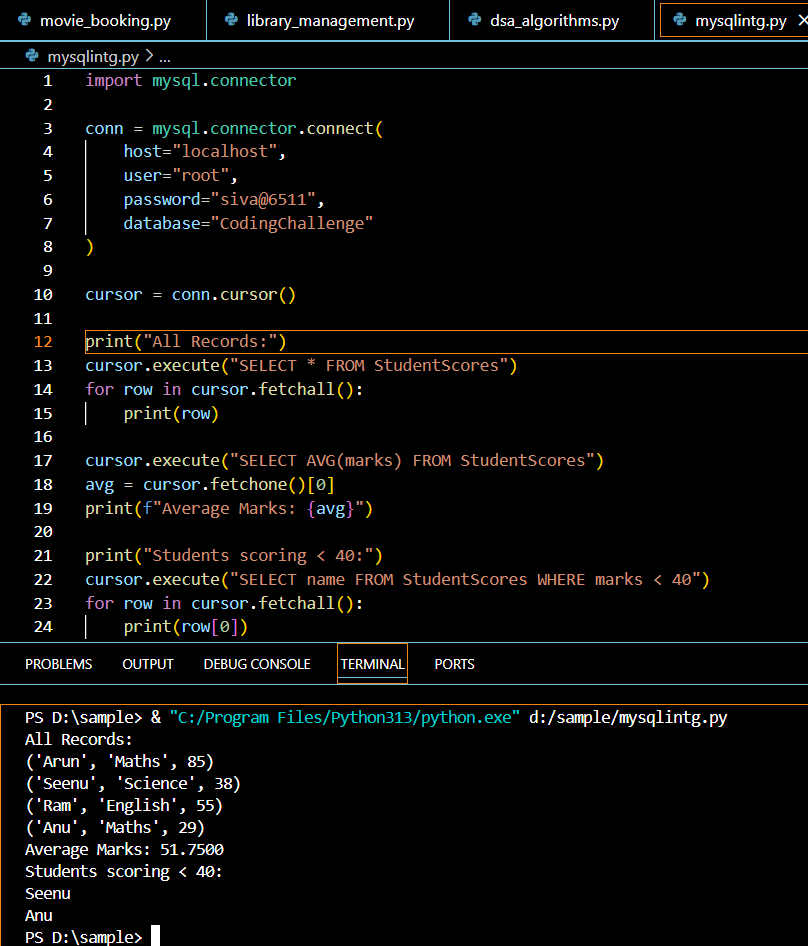 movie_booking.py library_management.py dsa_algorithms.py mysqlintg.py
mysqlintg.py > ...
1 import mysql.connector
2
3 conn = mysql.connector.connect(
4     host="localhost",
5     user="root",
6     password="siva@6511",
7     database="CodingChallenge"
8 )
9
10 cursor = conn.cursor()
11
12 print("All Records:")
13 cursor.execute("SELECT * FROM StudentScores")
14 for row in cursor.fetchall():
15     print(row)
16
17 cursor.execute("SELECT AVG(marks) FROM StudentScores")
18 avg = cursor.fetchone()[0]
19 print(f"Average Marks: {avg}")
20
21 print("Students scoring < 40:")
22 cursor.execute("SELECT name FROM StudentScores WHERE marks < 40")
23 for row in cursor.fetchall():
24     print(row[0])
PROBLEMS OUTPUT DEBUG CONSOLE TERMINAL PORTS
PS D:\sample> & "C:/Program Files/Python313/python.exe" d:/sample/mysqlintg.py
All Records:
('Arun', 'Maths', 85)
('Seenu', 'Science', 38)
('Ram', 'English', 55)
('Anu', 'Maths', 29)
Average Marks: 51.7500
Students scoring < 40:
Seenu
Anu
PS D:\sample>